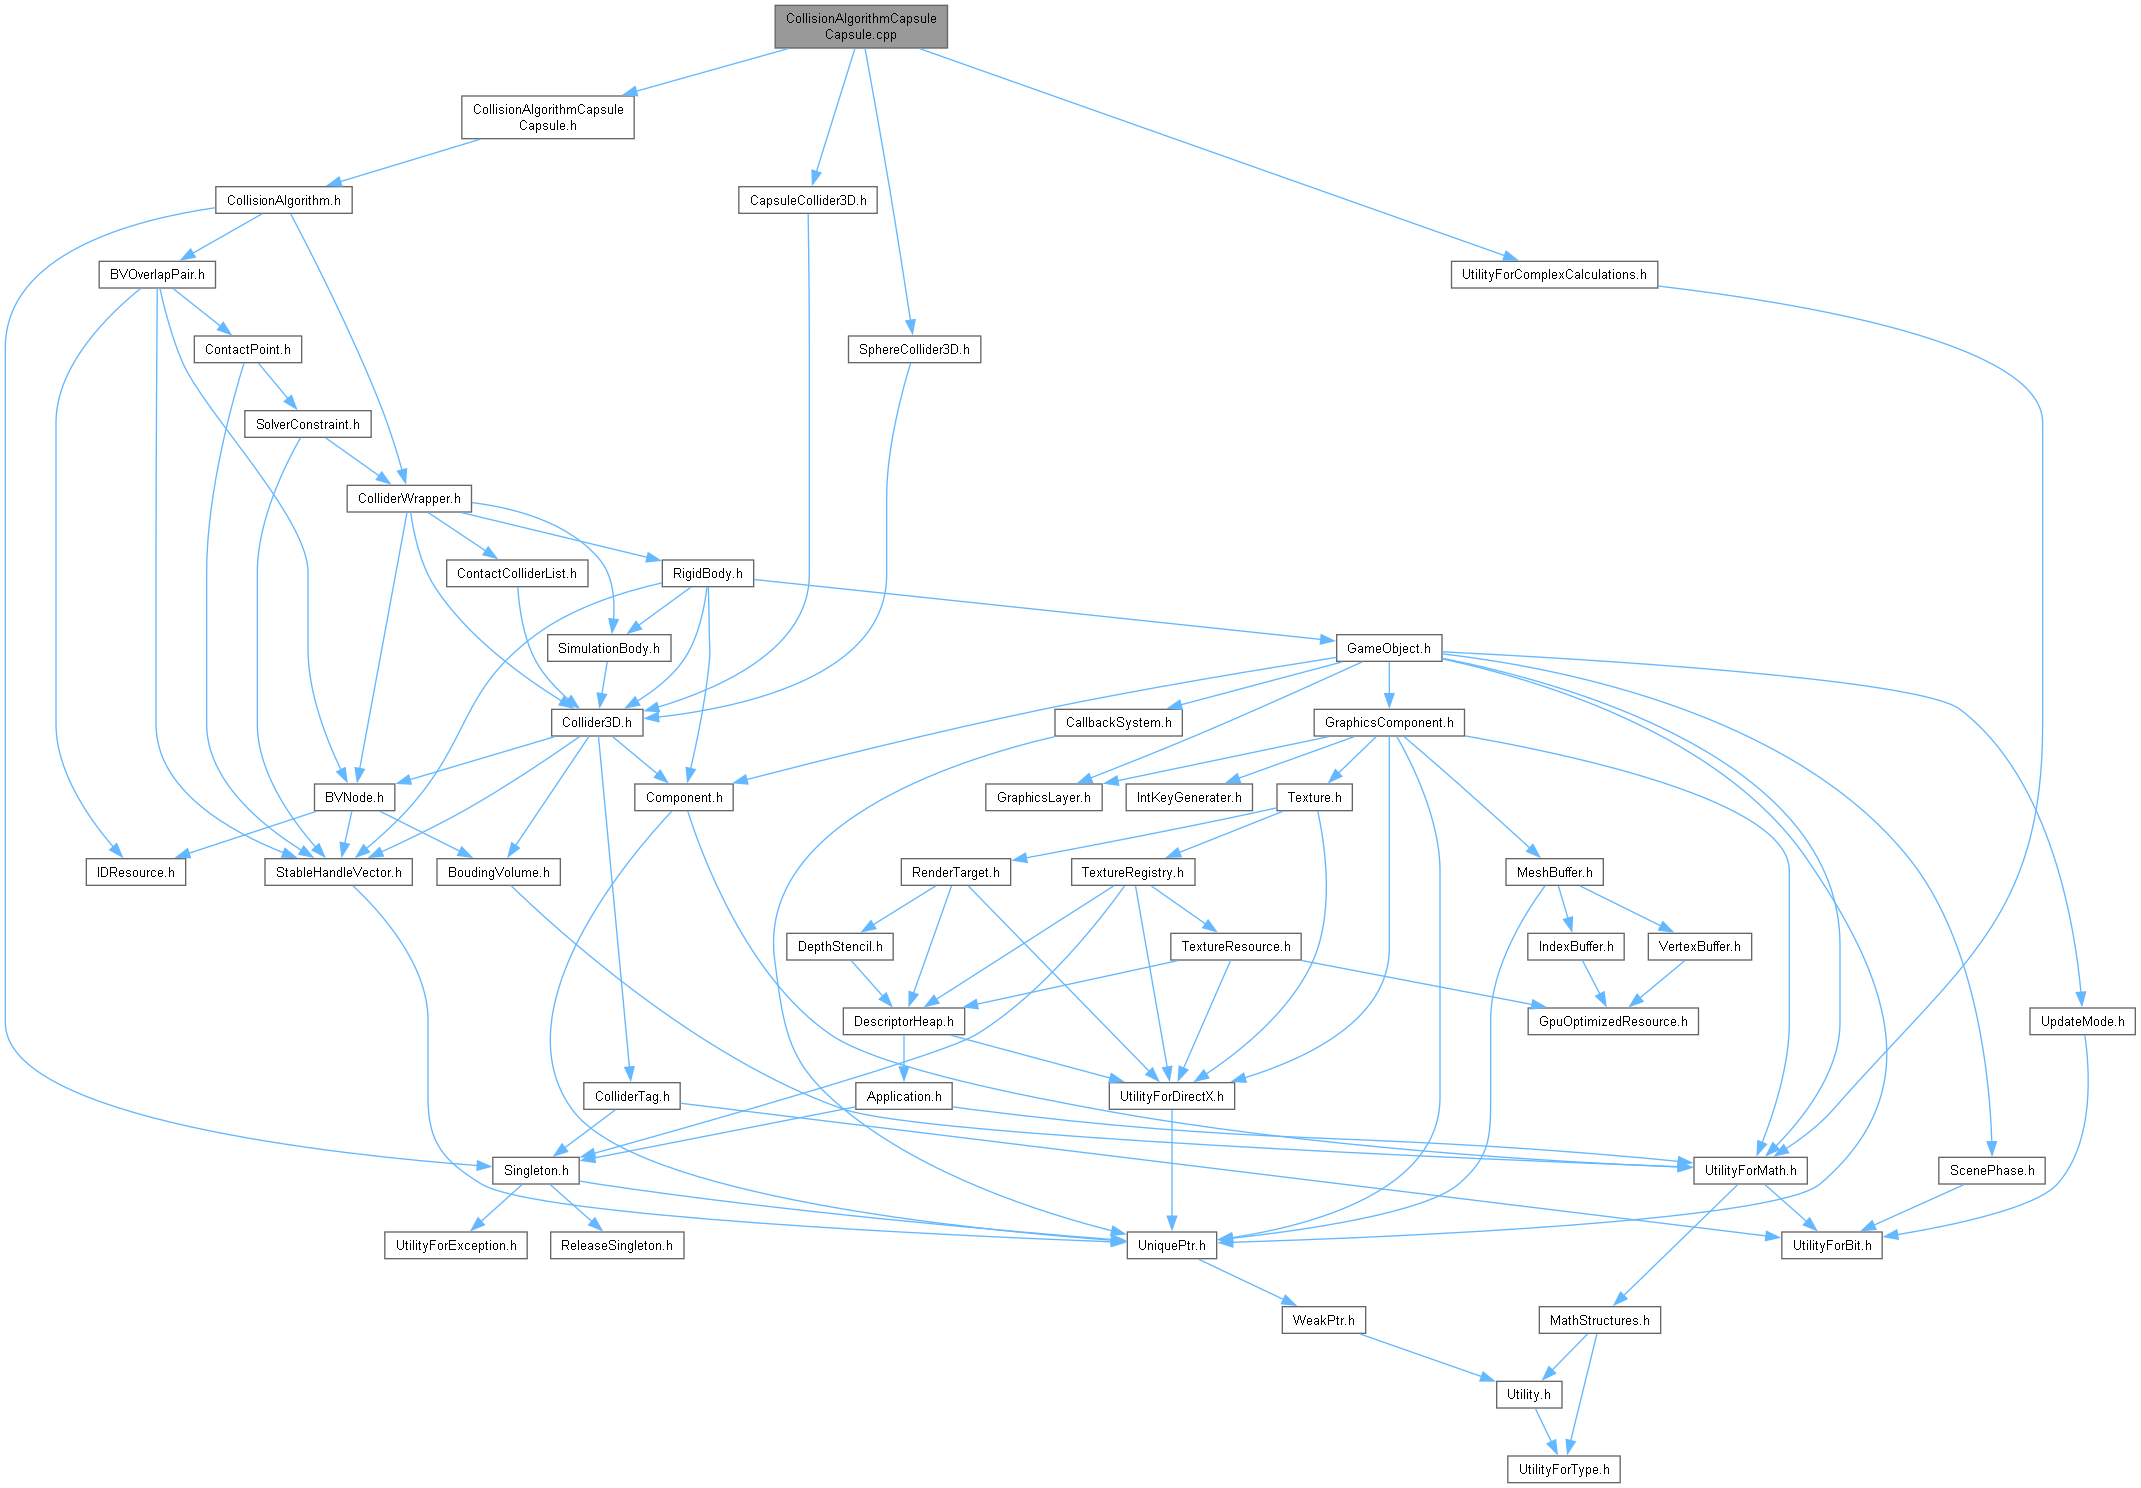 CollisionAlgorithmCapsule
Capsule.cpp
CollisionAlgorithmCapsule
Capsule.h
CollisionAlgorithm.h
CapsuleCollider3D.h
BVOverlapPair.h
UtilityForComplexCalculations.h
ContactPoint.h
SphereCollider3D.h
SolverConstraint.h
ColliderWrapper.h
ContactColliderList.h
RigidBody.h
SimulationBody.h
GameObject.h
Collider3D.h
CallbackSystem.h
GraphicsComponent.h
BVNode.h
Component.h
GraphicsLayer.h
IntKeyGenerater.h
Texture.h
IDResource.h
StableHandleVector.h
BoudingVolume.h
RenderTarget.h
TextureRegistry.h
MeshBuffer.h
DepthStencil.h
TextureResource.h
IndexBuffer.h
VertexBuffer.h
DescriptorHeap.h
GpuOptimizedResource.h
UpdateMode.h
ColliderTag.h
Application.h
UtilityForDirectX.h
Singleton.h
UtilityForMath.h
ScenePhase.h
UtilityForException.h
ReleaseSingleton.h
UniquePtr.h
UtilityForBit.h
WeakPtr.h
MathStructures.h
Utility.h
UtilityForType.h